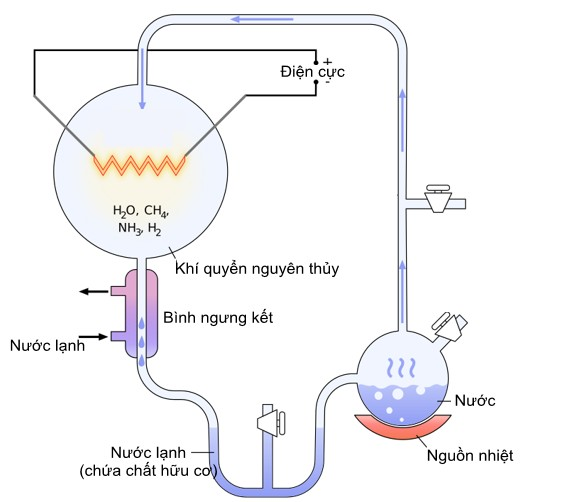 +
Điện cực
-
H₂O, CH₄,
NH₃, H₂
Khí quyển nguyên thủy
Bình ngưng kết
Nước lạnh
Nước
Nước lạnh
(chứa chất hữu cơ)
Nguồn nhiệt